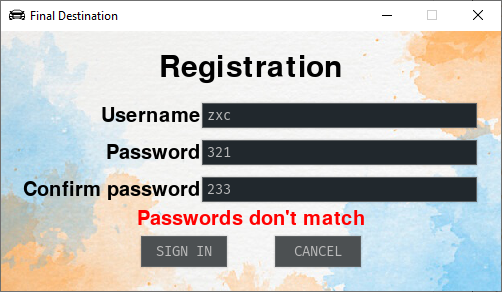 Final Destination
Registration
Username zxc
Password 321
Confirm password 233
Passwords don't match
SIGN IN CANCEL